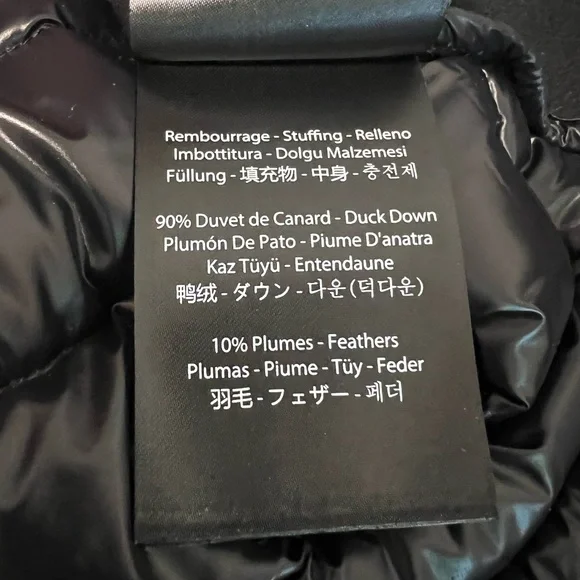 Rembourrage - Stuffing - Relleno
Imbottitura - Dolgu Malzemesi
Füllung - 填充物 - 中身 - 충전제
90% Duvet de Canard - Duck Down
Plumón De Pato - Piume D'anatra
Kaz Tüyü - Entendaune
鸭绒 - ダウン - 다운(덕다운)
10% Plumes - Feathers
Plumas - Piume - Tüy - Feder
羽毛 - フェザー - 페더